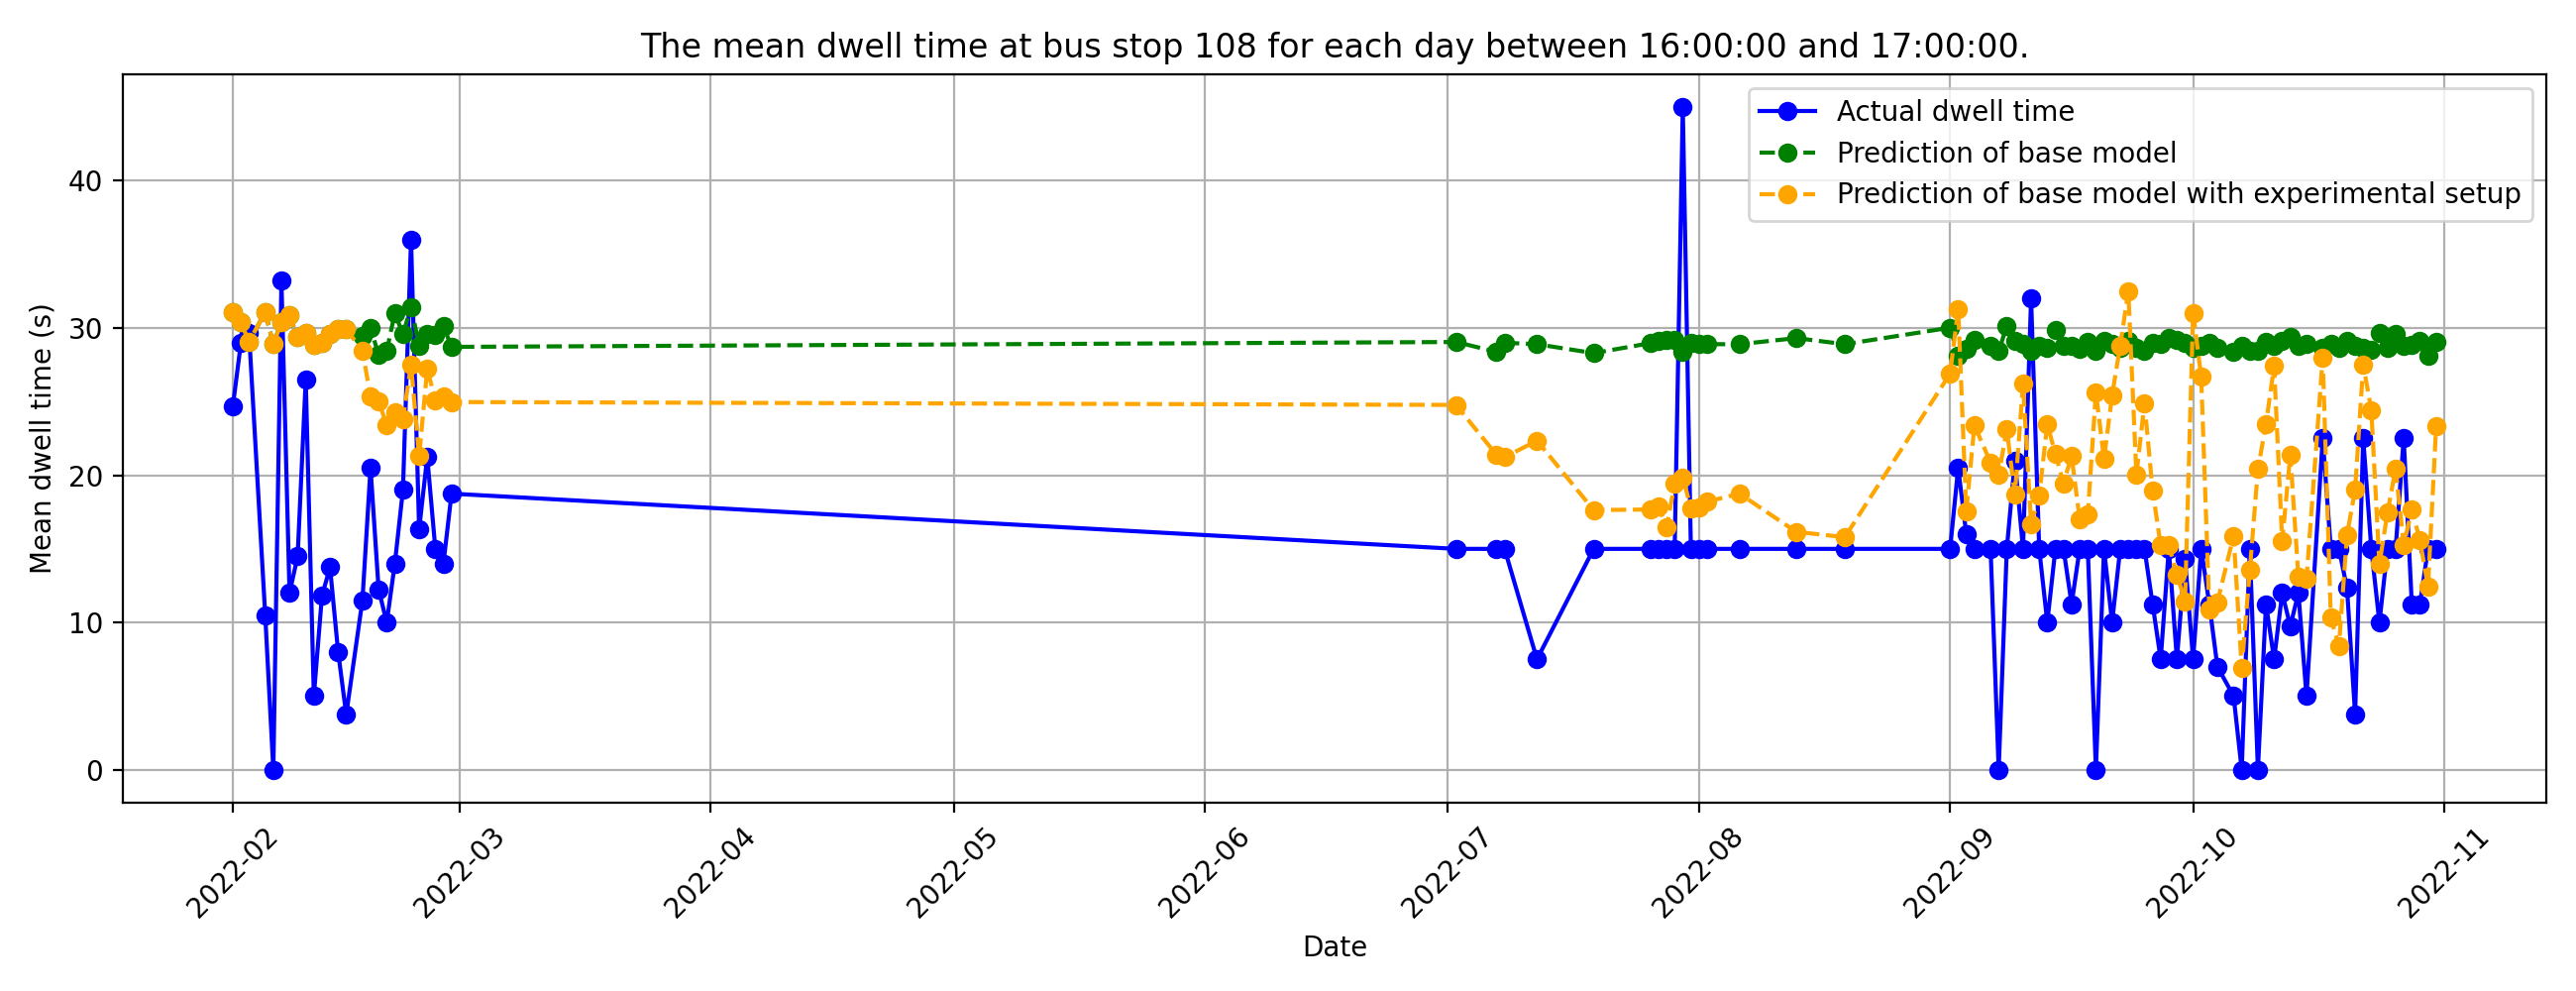 The mean dwell time at bus stop 108 for each day between 16:00:00 and 17:00:00.
Actual dwell time
Prediction of base model
Prediction of base model with experimental setup
Mean dwell time (s)
40
30
20
10
0
2022-02
2022-03
2022-04
2022-05
2022-06
2022-07
2022-08
2022-09
2022-10
2022-11
Date